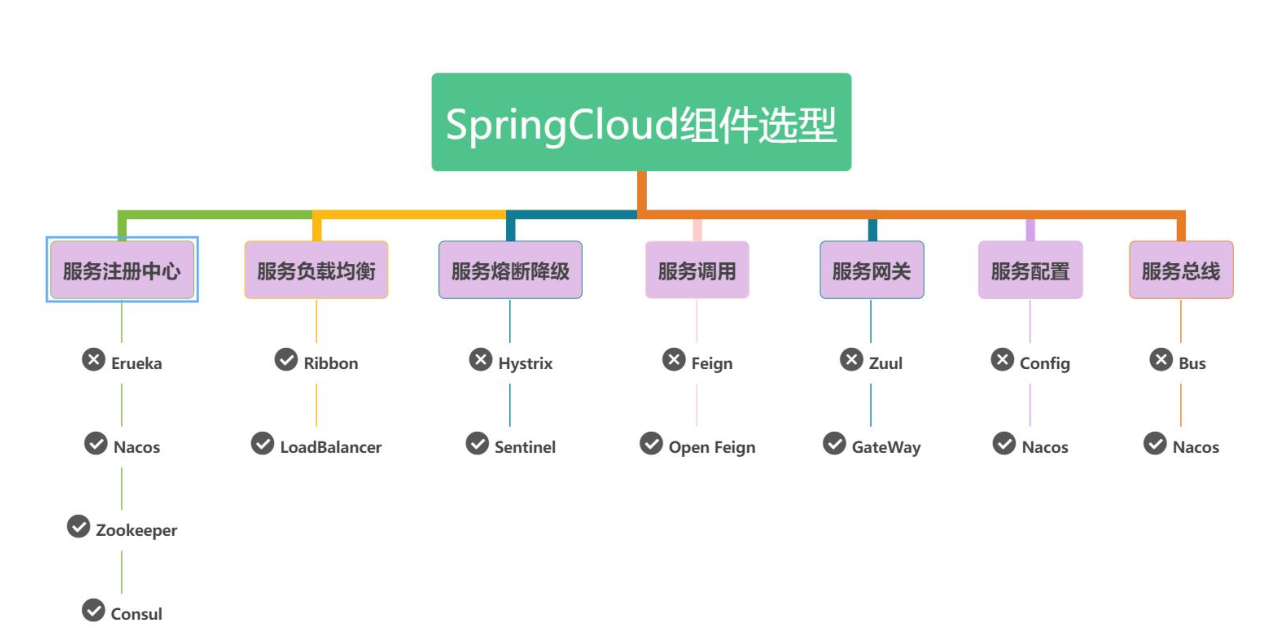 SpringCloud组件选型
服务注册中心
服务负载均衡
服务熔断降级
服务调用
服务网关
服务配置
服务总线
Erueka
Ribbon
Hystrix
Feign
Zuul
Config
Bus
Nacos
LoadBalancer
Sentinel
Open Feign
GateWay
Nacos
Nacos
Zookeeper
Consul